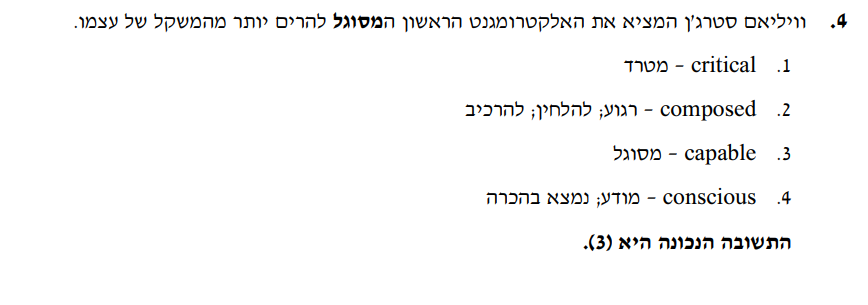 4. וויליאם סטרג'ן המציא את האלקטרומגנט הראשון המסוגל להרים יותר מהמשקל של עצמו.
1. critical - מטרד
2. composed - רגוע; להלחין; להרכיב
3. capable - מסוגל
4. conscious - מודע; נמצא בהכרה
התשובה הנכונה היא (3).